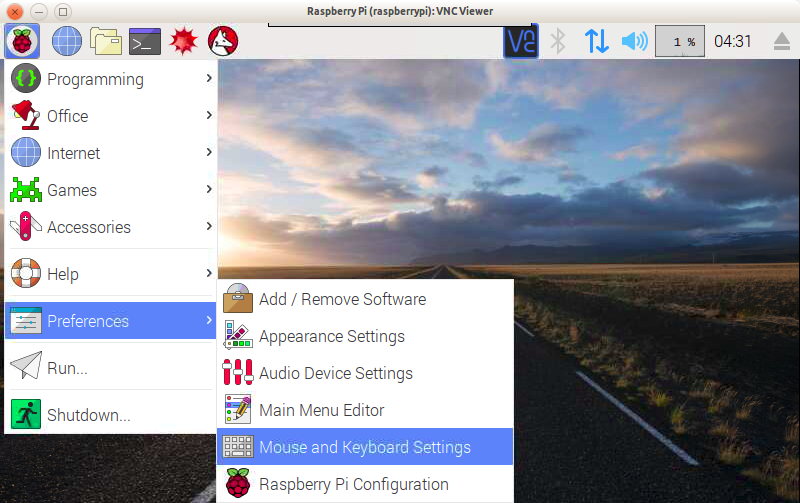 Raspberry Pi (raspberrypi): VNC Viewer
1 %
04:31
Programming
Office
Internet
Games
Accessories
Help
Preferences
Run...
Shutdown...
Add / Remove Software
Appearance Settings
Audio Device Settings
Main Menu Editor
Mouse and Keyboard Settings
Raspberry Pi Configuration